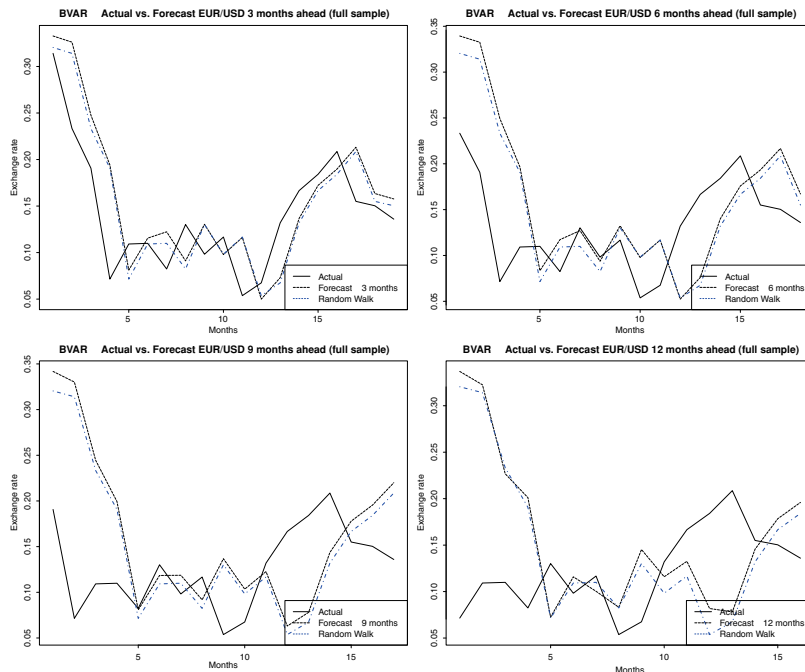 BVAR Actual vs. Forecast EUR/USD 3 months ahead (full sample)
Exchange rate
0.30
0.25
0.20
0.15
0.10
0.05
Actual
Forecast 3 months
Random Walk
5
10
15
Months
BVAR Actual vs. Forecast EUR/USD 6 months ahead (full sample)
Exchange rate
0.35
0.30
0.25
0.20
0.15
0.10
0.05
Actual
Forecast 6 months
Random Walk
5
10
15
Months
BVAR Actual vs. Forecast EUR/USD 9 months ahead (full sample)
Exchange rate
0.35
0.30
0.25
0.20
0.15
0.10
0.05
Actual
Forecast 9 months
Random Walk
5
10
15
Months
BVAR Actual vs. Forecast EUR/USD 12 months ahead (full sample)
Exchange rate
0.30
0.25
0.20
0.15
0.10
0.05
Actual
Forecast 12 months
Random Walk
5
10
15
Months